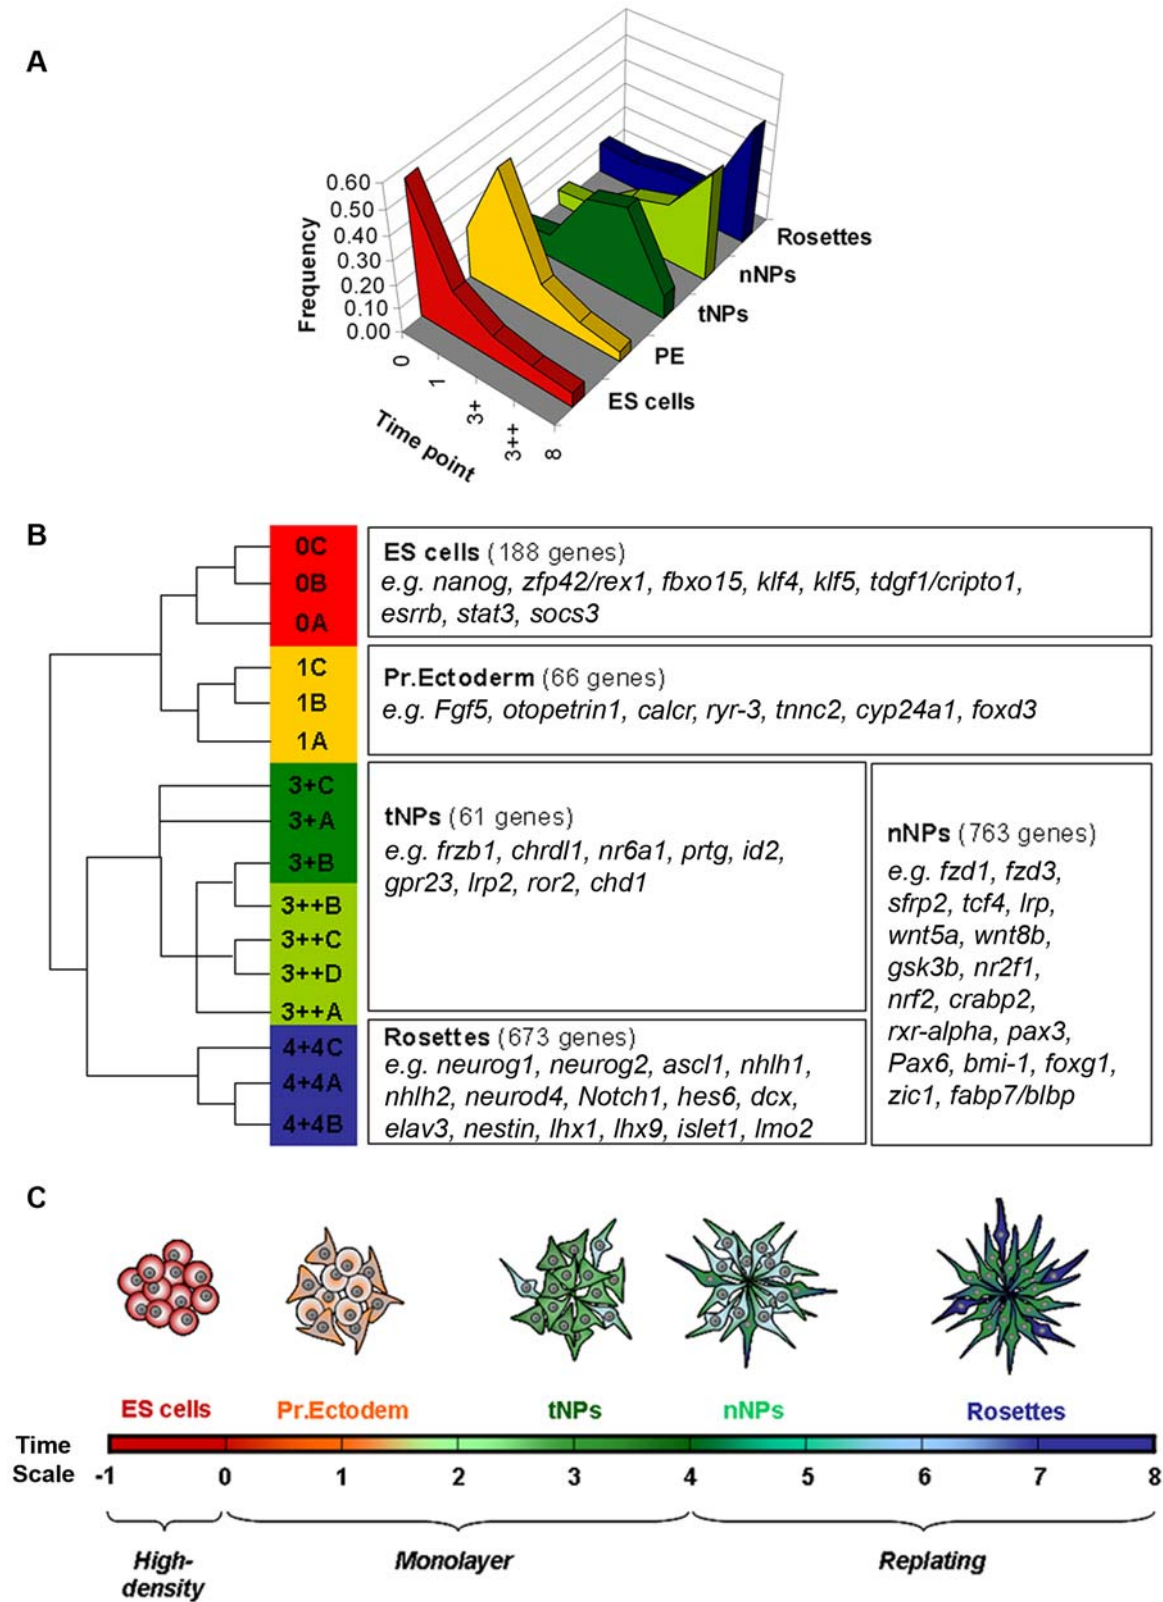 A
0.60
0.50
0.40
0.30
0.20
0.10
0.00
Frequency
0
1
3+
3++
8
Time point
Rosettes
nNPs
tNPs
PE
ES cells
B
0C
0B
0A
1C
1B
1A
3+C
3+A
3+B
3++B
3++C
3++D
3++A
4+4C
4+4A
4+4B
ES cells (188 genes)
e.g. nanog, zfp42/rex1, fbxo15, klf4, klf5, tdgf1/cripto1,
esrrb, stat3, socs3
Pr.Ectoderm (66 genes)
e.g. Fgf5, otopetrin1, calcr, ryr-3, tnnc2, cyp24a1, foxd3
tNPs (61 genes)
e.g. frzb1, chrdl1, nr6a1, prtg, id2,
gpr23, lrp2, ror2, chd1
Rosettes (673 genes)
e.g. neurog1, neurog2, ascl1, nhlh1,
nhlh2, neurod4, Notch1, hes6, dcx,
elav3, nestin, lhx1, lhx9, islet1, lmo2
nNPs (763 genes)
e.g. fzd1, fzd3,
sfrp2, tcf4, lrp,
wnt5a, wnt8b,
gsk3b, nr2f1,
nrf2, crabp2,
rxr-alpha, pax3,
Pax6, bmi-1, foxg1,
zic1, fabp7/blbp
C
ES cells
Pr.Ectodem
tNPs
nNPs
Rosettes
Time
Scale
-1 0 1 2 3 4 5 6 7 8
High-
density
Monolayer
Replating